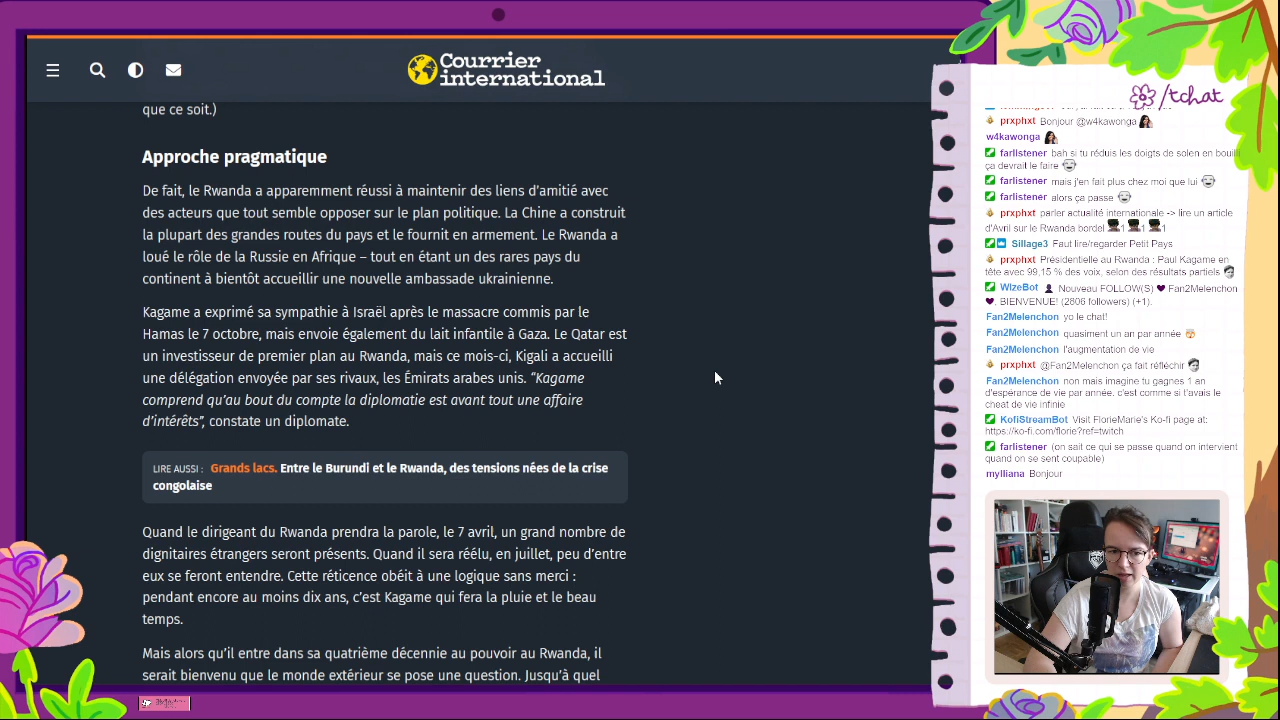 Courrier
international
que ce soit.)
Approche pragmatique
De fait, le Rwanda a apparemment réussi à maintenir des liens d'amitié avec
des acteurs que tout semble opposer sur le plan politique. La Chine a construit
la plupart des grandes routes du pays et le fournit en armement. Le Rwanda a
loué le rôle de la Russie en Afrique – tout en étant un des rares pays du
continent à bientôt accueillir une nouvelle ambassade ukrainienne.
Kagame a exprimé sa sympathie à Israël après le massacre commis par le
Hamas le 7 octobre, mais envoie également du lait infantile à Gaza. Le Qatar est
un investisseur de premier plan au Rwanda, mais ce mois-ci, Kigali a accueilli
une délégation envoyée par ses rivaux, les Émirats arabes unis. “Kagame
comprend qu'au bout du compte la diplomatie est avant tout une affaire
d'intérêts”, constate un diplomate.
LIRE AUSSI : Grands lacs. Entre le Burundi et le Rwanda, des tensions nées de la crise
congolaise
Quand le dirigeant du Rwanda prendra la parole, le 7 avril, un grand nombre de
dignitaires étrangers seront présents. Quand il sera réélu, en juillet, peu d'entre
eux se feront entendre. Cette réticence obéit à une logique sans merci :
pendant encore au moins dix ans, c'est Kagame qui fera la pluie et le beau
temps.
Mais alors qu'il entre dans sa quatrième décennie au pouvoir au Rwanda, il
serait bienvenu que le monde extérieur se pose une question. Jusqu'à quel
/tchat
prxphxt Bonjour @w4kawonga
w4kawonga
farlistener bah si tu réduis les doigts de solen en bouilli
ça devrait le faire
farlistener mais j'en fait plus chez moi que lui
farlistener alors ça passe
prxphxt parler actualité internationale -> lire un article
d'Avril sur le Rwanda bordel 1 1 1
Sillage3 Faut lire/regarder Petit Pays
prxphxt Présidentielle au Rwanda : Paul Kagame en
tête avec 99,15 % des voix, selon des résultats partiels
WizeBot Nouveau FOLLOW(S) Fan2Melenchon
, BIENVENUE! (2806 followers) (+1).
Fan2Melenchon yo le chat!
Fan2Melenchon quasiment un an par année
Fan2Melenchon l'augmentation de vie
prxphxt @Fan2Melenchon ça fait réfléchir
Fan2Melenchon non mais imagine tu gagnes 1 an
d'espérance de vie par année. c'est comme si t'avais le
cheat de vie infinie
KofiStreamBot Visit FlorieMarie's Ko-fi page at:
https://ko-fi.com/florie?ref=twitch
farlistener (on sait ce qui se passe quand on intervient
quand on se sent coupable)
mylliana Bonjour